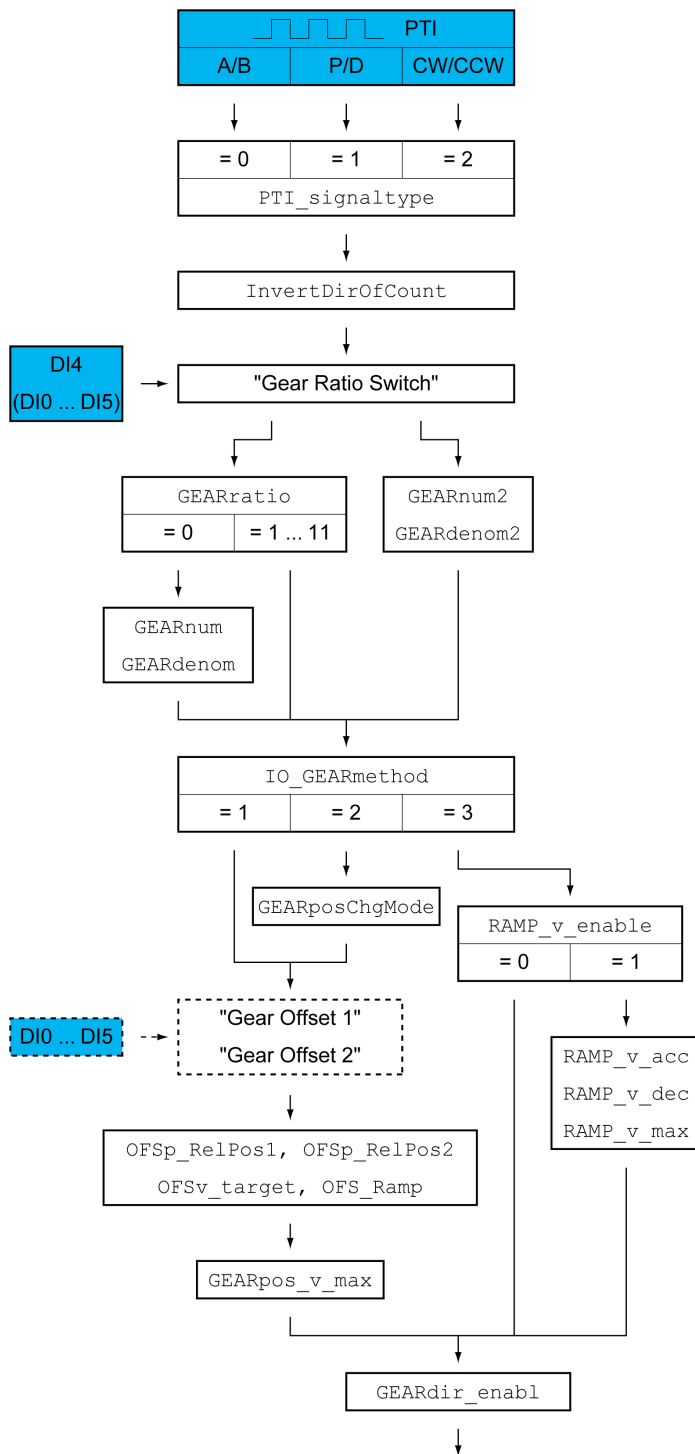 PTI
A/B P/D CW/CCW
= 0 = 1 = 2
PTI_signaltype
InvertDirOfCount
DI4
(DI0 ... DI5)
"Gear Ratio Switch"
GEARratio
= 0 = 1 ... 11
GEARnum2
GEARdenom2
GEARnum
GEARdenom
IO_GEARmethod
= 1 = 2 = 3
GEARposChgMode
RAMP_v_enable
= 0 = 1
DI0 ... DI5
"Gear Offset 1"
"Gear Offset 2"
RAMP_v_acc
RAMP_v_dec
RAMP_v_max
OFSp_RelPos1, OFSp_RelPos2
OFSv_target, OFS_Ramp
GEARpos_v_max
GEARdir_enabl